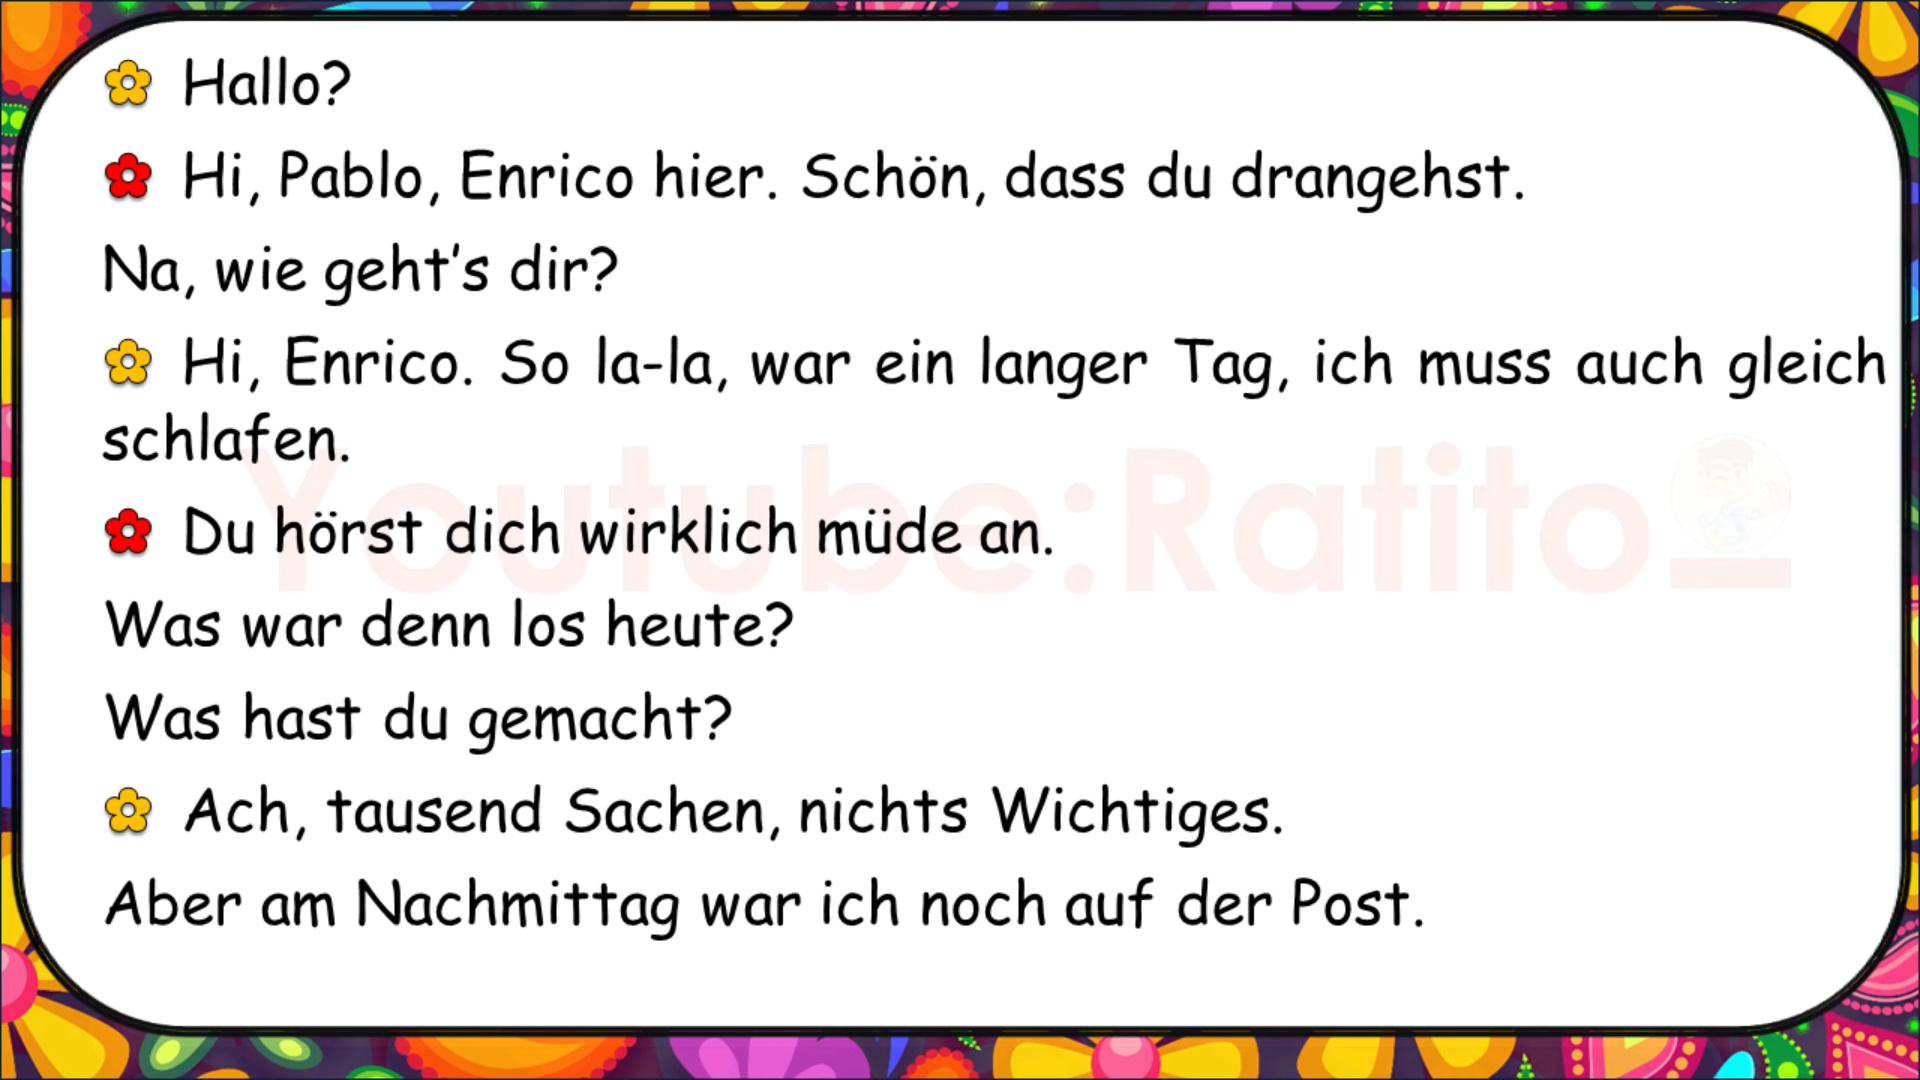 Hallo?
Hi, Pablo, Enrico hier. Schön, dass du drangehst.
Na, wie geht's dir?
Hi, Enrico. So la-la, war ein langer Tag, ich muss auch gleich
schlafen.
Youtube:Ratito
Du hörst dich wirklich müde an.
Was war denn los heute?
Was hast du gemacht?
Ach, tausend Sachen, nichts Wichtiges.
Aber am Nachmittag war ich noch auf der Post.